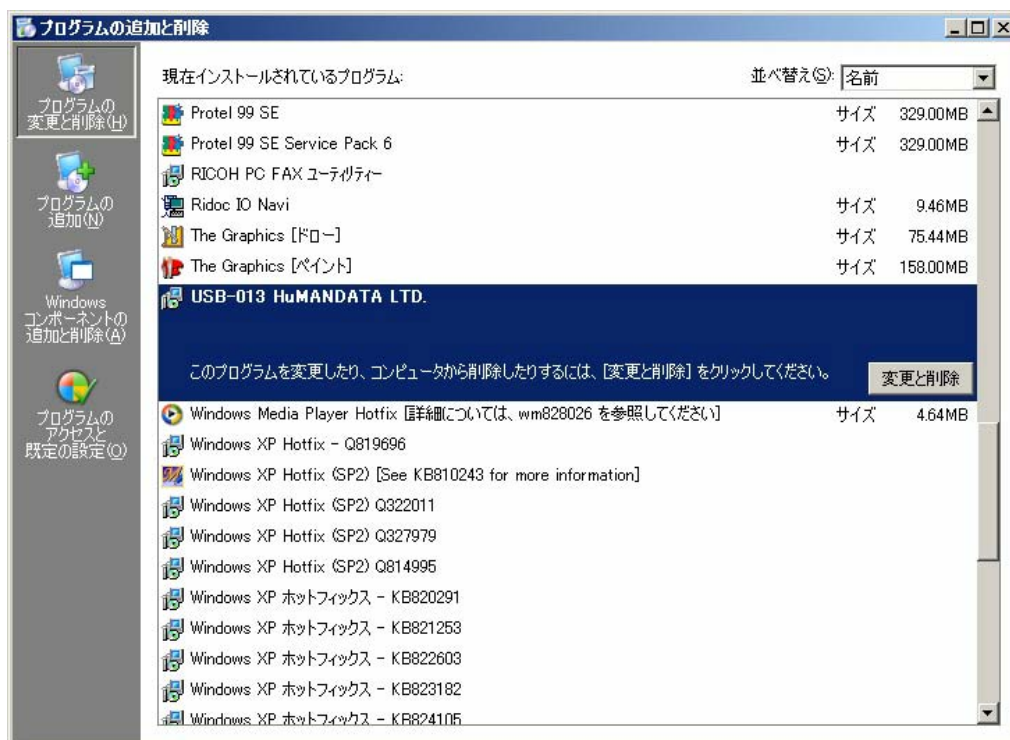 プログラムの追加と削除
プログラムの
変更と削除(H)
プログラムの
追加(N)
Windows
コンポーネントの
追加と削除(A)
プログラムの
アクセスと
既定の設定(O)
現在インストールされているプログラム:
並べ替え(S): 名前
Protel 99 SE サイズ 329.00MB
Protel 99 SE Service Pack 6 サイズ 329.00MB
RICOH PC FAX ユーティリティー
Ridoc IO Navi サイズ 9.46MB
The Graphics [ドロー] サイズ 75.44MB
The Graphics [ペイント] サイズ 158.00MB
USB-013 HuMANDATA LTD.
このプログラムを変更したり、コンピュータから削除したりするには、[変更と削除] をクリックしてください。 変更と削除
Windows Media Player Hotfix [詳細については、wm828026 を参照してください] サイズ 4.64MB
Windows XP Hotfix - Q819696
Windows XP Hotfix (SP2) [See KB810243 for more information]
Windows XP Hotfix (SP2) Q322011
Windows XP Hotfix (SP2) Q327979
Windows XP Hotfix (SP2) Q814995
Windows XP ホットフィックス - KB820291
Windows XP ホットフィックス - KB821253
Windows XP ホットフィックス - KB822603
Windows XP ホットフィックス - KB823182
Windows XP ホットフィックス - KB824105